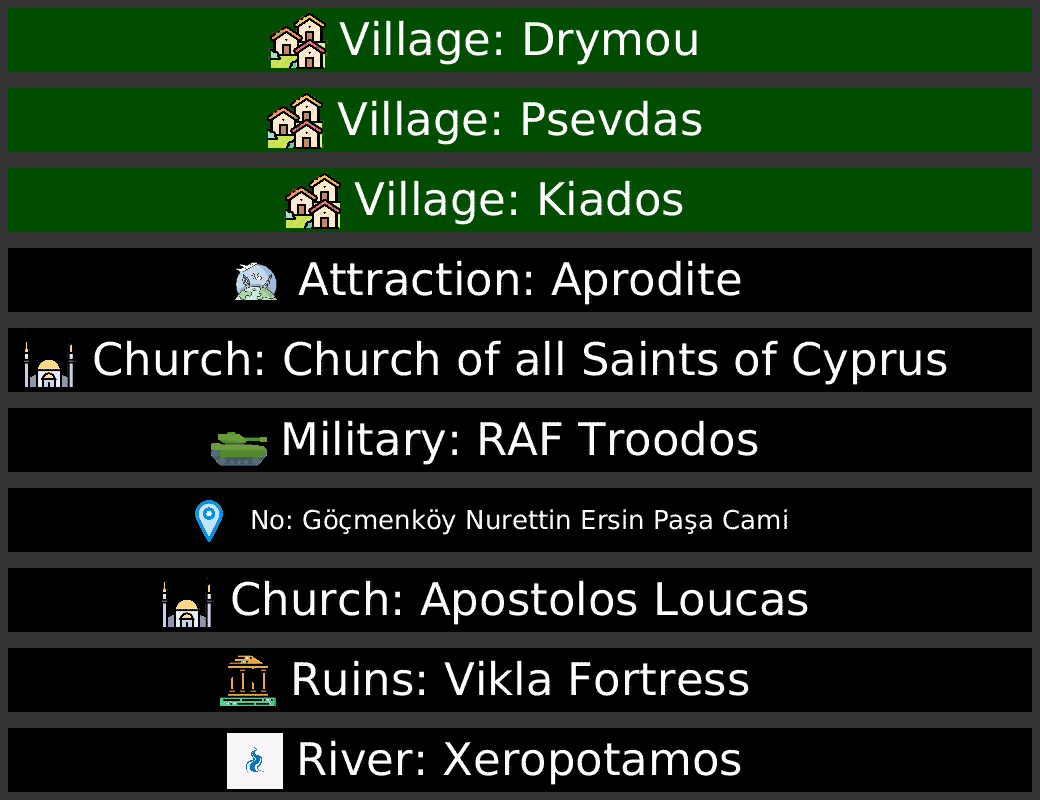 Village: Drymou
Village: Psevdas
Village: Kiados
Attraction: Aprodite
Church: Church of all Saints of Cyprus
Military: RAF Troodos
No: Göçmenköy Nurettin Ersin Paşa Cami
Church: Apostolos Loucas
Ruins: Vikla Fortress
River: Xeropotamos